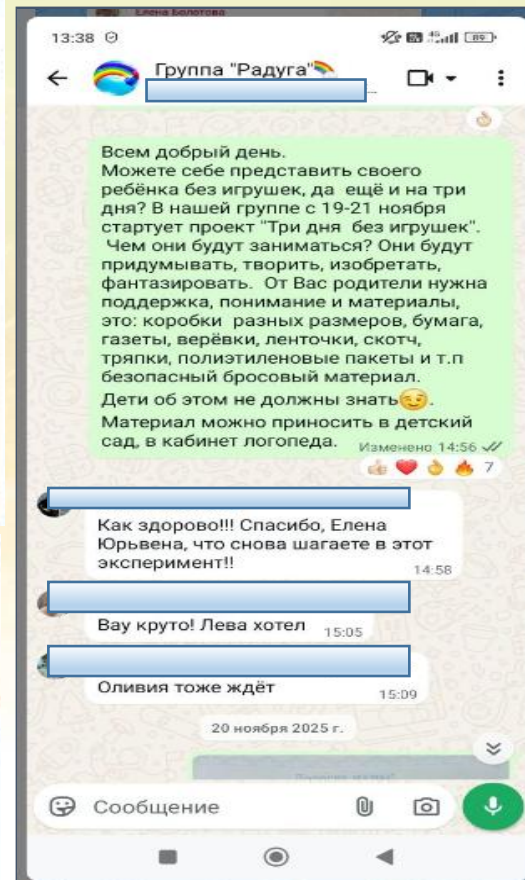 Елена Болотова
13:38
4G
89
Группа "Радуга"
Всем добрый день.
Можете себе представить своего
ребёнка без игрушек, да ещё и на три
дня? В нашей группе с 19-21 ноября
стартует проект "Три дня без игрушек".
Чем они будут заниматься? Они будут
придумывать, творить, изобретать,
фантазировать. От Вас родители нужна
поддержка, понимание и материалы,
это: коробки разных размеров, бумага,
газеты, верёвки, ленточки, скотч,
тряпки, полиэтиленовые пакеты и т.п
безопасный бросовый материал.
Дети об этом не должны знать😉.
Материал можно приносить в детский
сад, в кабинет логопеда. Изменено 14:56
7
Как здорово!!! Спасибо, Елена
Юрьвена, что снова шагаете в этот
эксперимент!! 14:58
Вау круто! Лева хотел 15:05
Оливия тоже ждёт 15:09
20 ноября 2025 г.
Сообщение